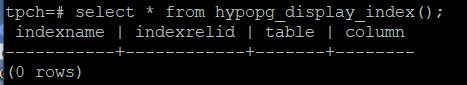 tpch=# select * from hypopg_display_index();
 indexname | indexrelid | table | column
-----------+------------+-------+--------
(0 rows)